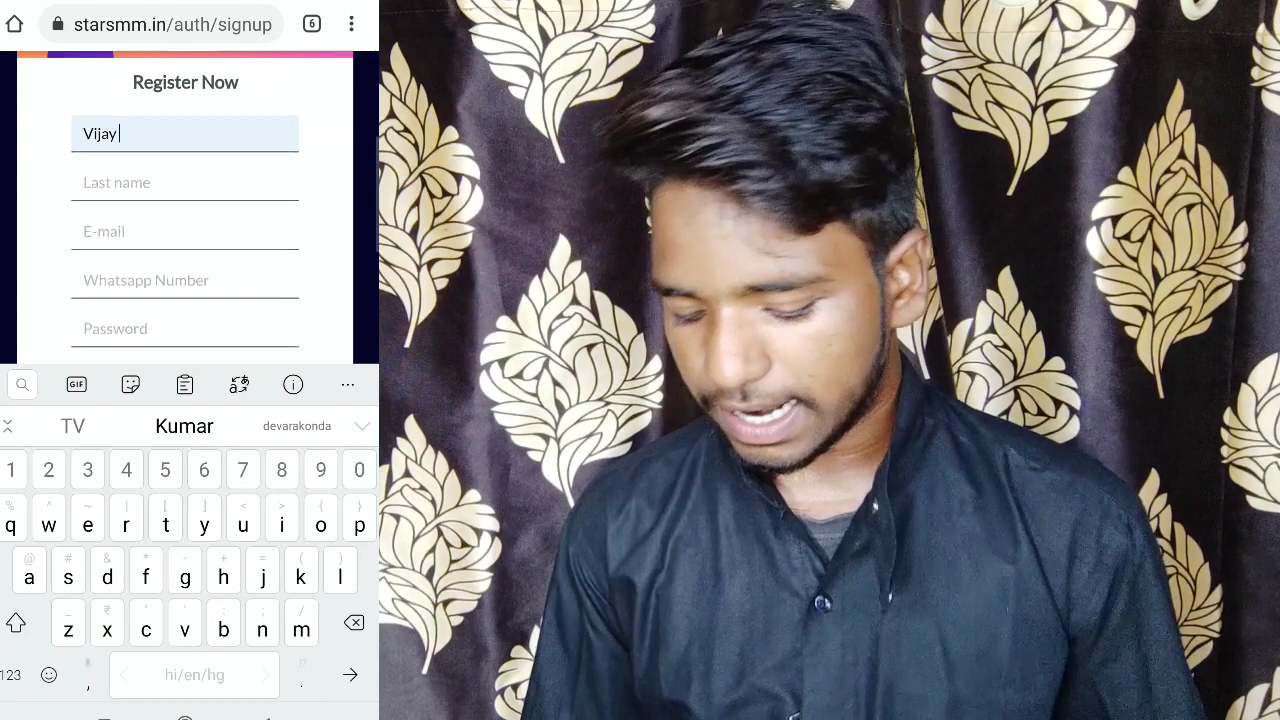 starsmm.in/auth/signup
6
Register Now
Vijay
Last name
E-mail
Whatsapp Number
Password
GIF
TV Kumar devarakonda
1 2 3 4 5 6 7 8 9 0
% ^ ~ | [ ] < > { }
q w e r t y u i o p
@ # & * - + = ( )
a s d f g h j k l
_ ₹ " ' : ; /
z x c v b n m
123 , hi/en/hg !? .